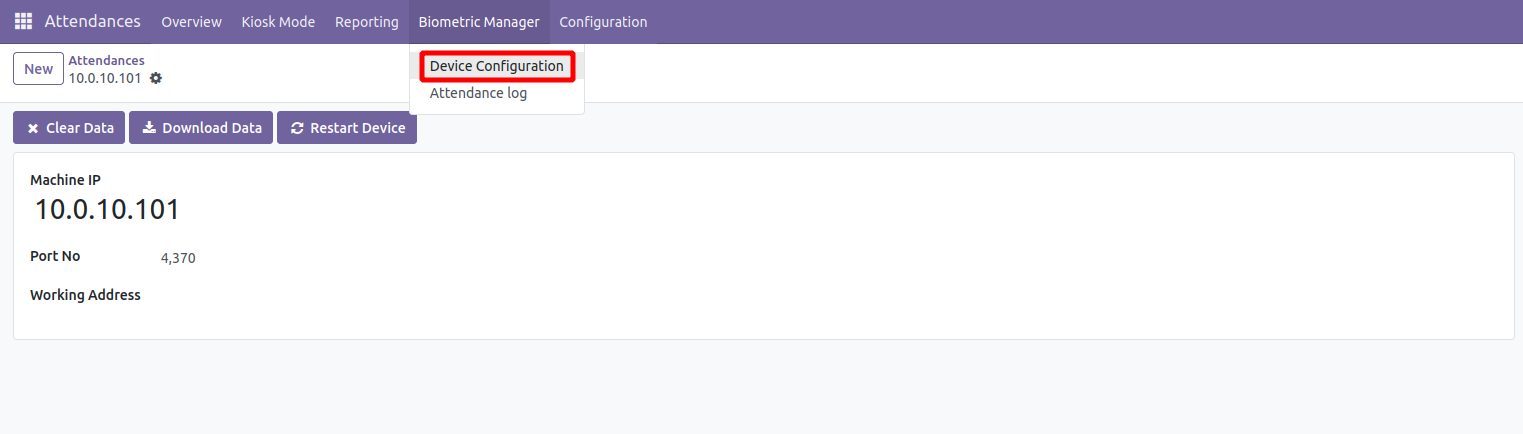 Attendances Overview Kiosk Mode Reporting Biometric Manager Configuration
New Attendances
10.0.10.101
Device Configuration
Attendance log
Clear Data Download Data Restart Device
Machine IP
10.0.10.101
Port No 4,370
Working Address